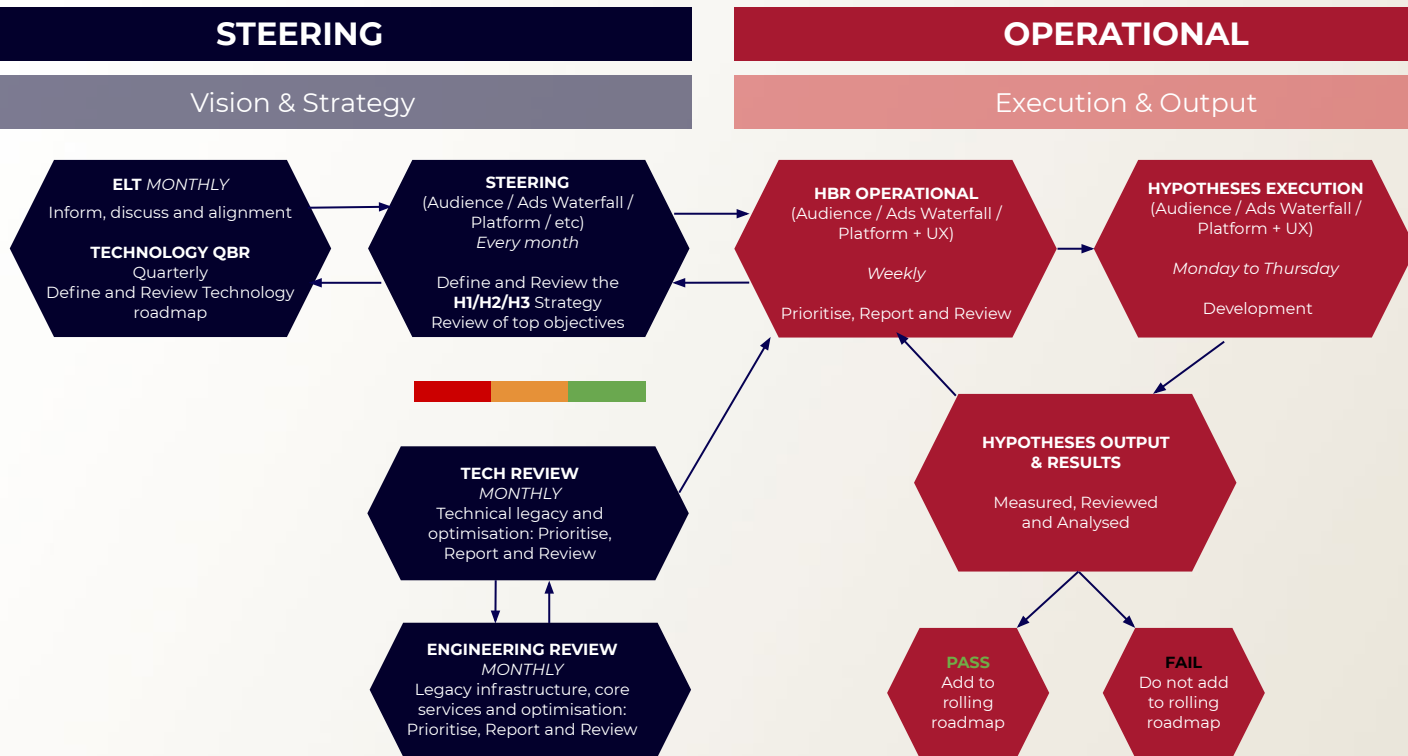 STEERING
OPERATIONAL
Vision & Strategy
Execution & Output
ELT MONTHLY
Inform, discuss and alignment
TECHNOLOGY QBR
Quarterly
Define and Review Technology
roadmap
STEERING
(Audience / Ads Waterfall /
Platform / etc)
Every month
Define and Review the
H1/H2/H3 Strategy
Review of top objectives
HBR OPERATIONAL
(Audience / Ads Waterfall /
Platform + UX)
Weekly
Prioritise, Report and Review
HYPOTHESES EXECUTION
(Audience / Ads Waterfall /
Platform + UX)
Monday to Thursday
Development
TECH REVIEW
MONTHLY
Technical legacy and
optimisation: Prioritise,
Report and Review
HYPOTHESES OUTPUT
& RESULTS
Measured, Reviewed
and Analysed
ENGINEERING REVIEW
MONTHLY
Legacy infrastructure, core
services and optimisation:
Prioritise, Report and Review
PASS
Add to
rolling
roadmap
FAIL
Do not add
to rolling
roadmap